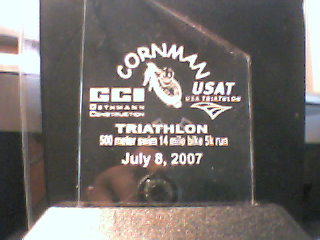 CORNMAN
GCI
GETHMANN
CONSTRUCTION
USAT
USA TRIATHLON
TRIATHLON
500 meter swim 14 mile bike 5k run
July 8, 2007